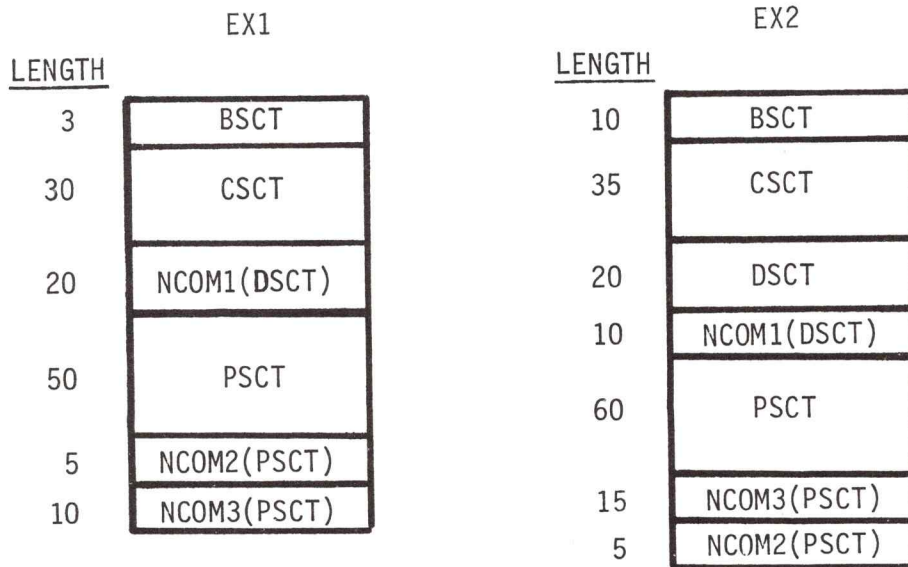 EX1
LENGTH
3 BSCT
30 CSCT
20 NCOM1(DSCT)
50 PSCT
5 NCOM2(PSCT)
10 NCOM3(PSCT)
EX2
LENGTH
10 BSCT
35 CSCT
20 DSCT
10 NCOM1(DSCT)
60 PSCT
15 NCOM3(PSCT)
5 NCOM2(PSCT)